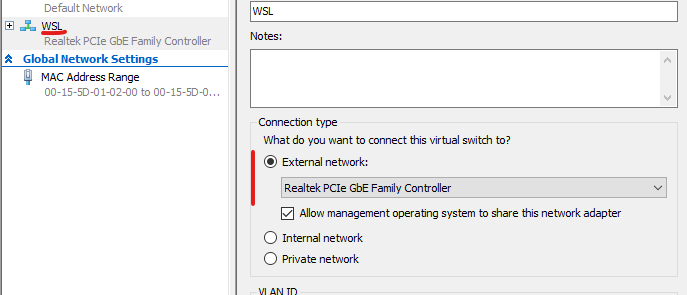 Default Network
WSL
Realtek PCIe GbE Family Controller
Global Network Settings
MAC Address Range
00-15-5D-01-02-00 to 00-15-5D-0...
WSL
Notes:
Connection type
What do you want to connect this virtual switch to?
External network:
Realtek PCIe GbE Family Controller
Allow management operating system to share this network adapter
Internal network
Private network
VLAN ID